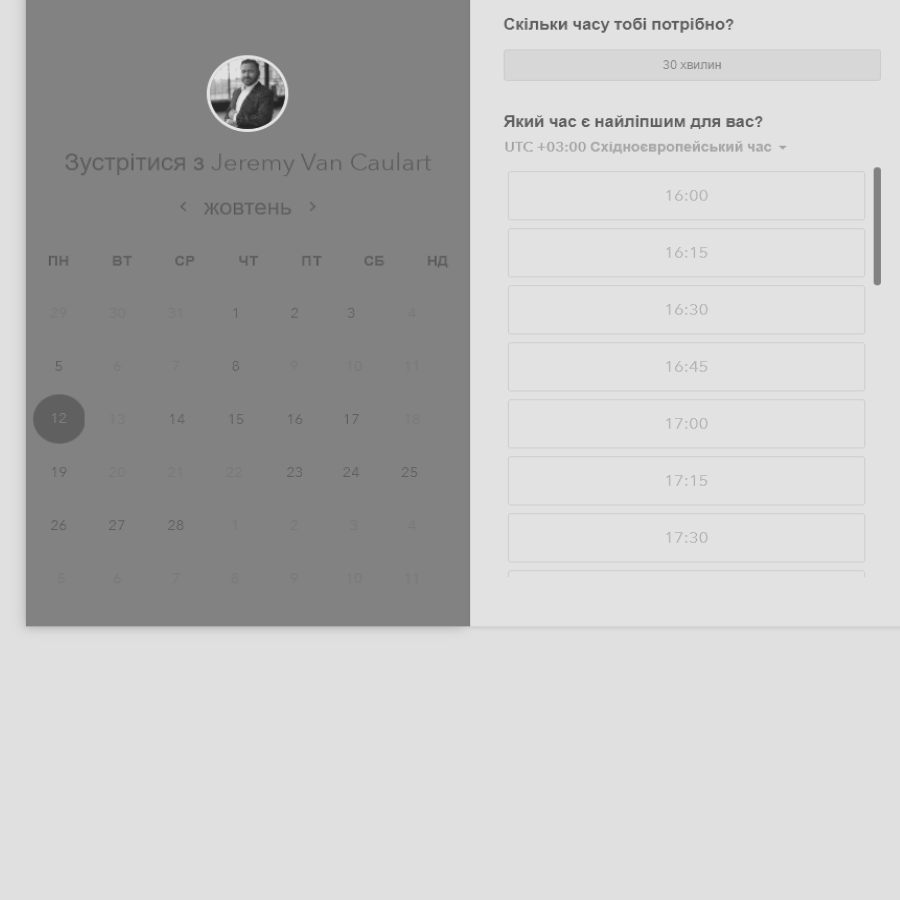 Зустрітися з Jeremy Van Caulart
жовтень
ПН ВТ СР ЧТ ПТ СБ НД
29 30 31 1 2 3 4
5 6 7 8 9 10 11
12 13 14 15 16 17 18
19 20 21 22 23 24 25
26 27 28 1 2 3 4
5 6 7 8 9 10 11
Скільки часу тобі потрібно?
30 хвилин
Який час є найліпшим для вас?
UTC +03:00 Східноєвропейський час
16:00
16:15
16:30
16:45
17:00
17:15
17:30